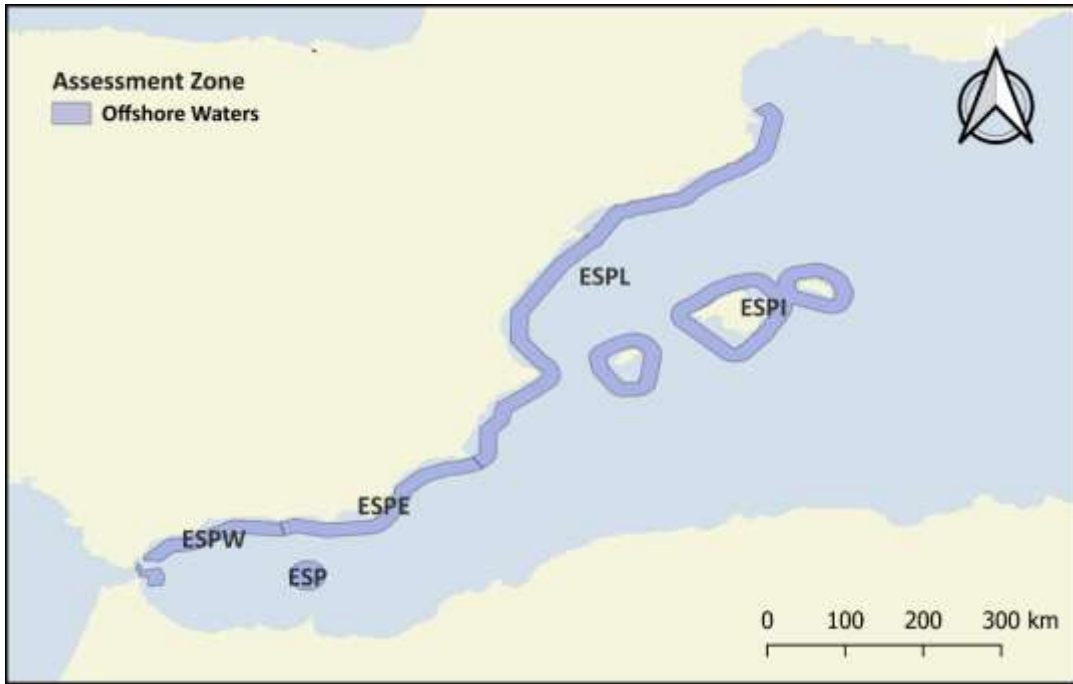 N
Assessment Zone
Offshore Waters
ESPL
ESPI
ESPE
ESPW
ESP
0 100 200 300 km